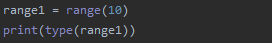 range1 = range(10)
print(type(range1))